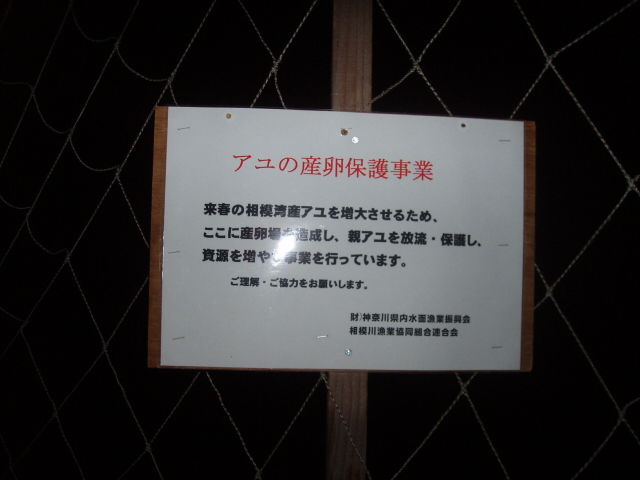 アユの産卵保護事業
来春の相模湾産アユを増大させるため、
ここに産卵場を造成し、親アユを放流・保護し、
資源を増やす事業を行っています。
ご理解・ご協力をお願いします。
財)神奈川県内水面漁業振興会
相模川漁業協同組合連合会